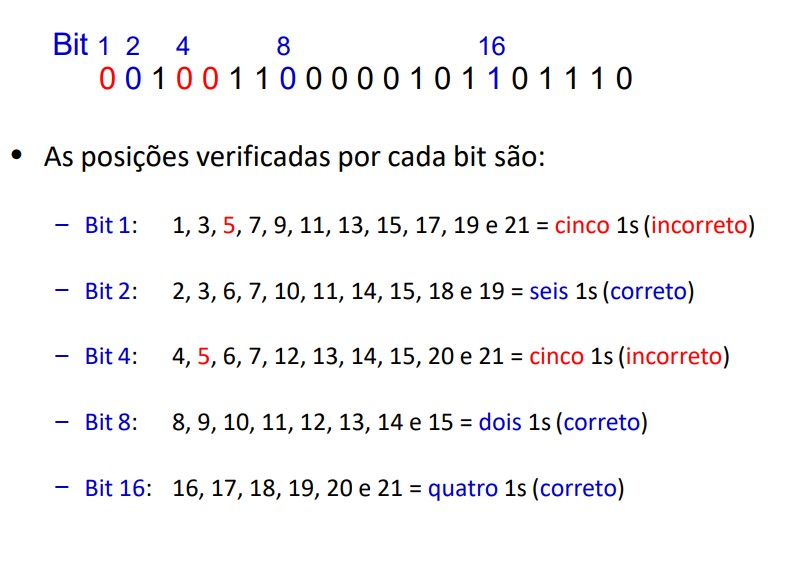 Bit 1 2 4 8 16
0 0 1 0 0 1 1 0 0 0 0 0 1 0 1 1 0 1 1 1 0
• As posições verificadas por cada bit são:
– Bit 1: 1, 3, 5, 7, 9, 11, 13, 15, 17, 19 e 21 = cinco 1s (incorreto)
– Bit 2: 2, 3, 6, 7, 10, 11, 14, 15, 18 e 19 = seis 1s (correto)
– Bit 4: 4, 5, 6, 7, 12, 13, 14, 15, 20 e 21 = cinco 1s (incorreto)
– Bit 8: 8, 9, 10, 11, 12, 13, 14 e 15 = dois 1s (correto)
– Bit 16: 16, 17, 18, 19, 20 e 21 = quatro 1s (correto)